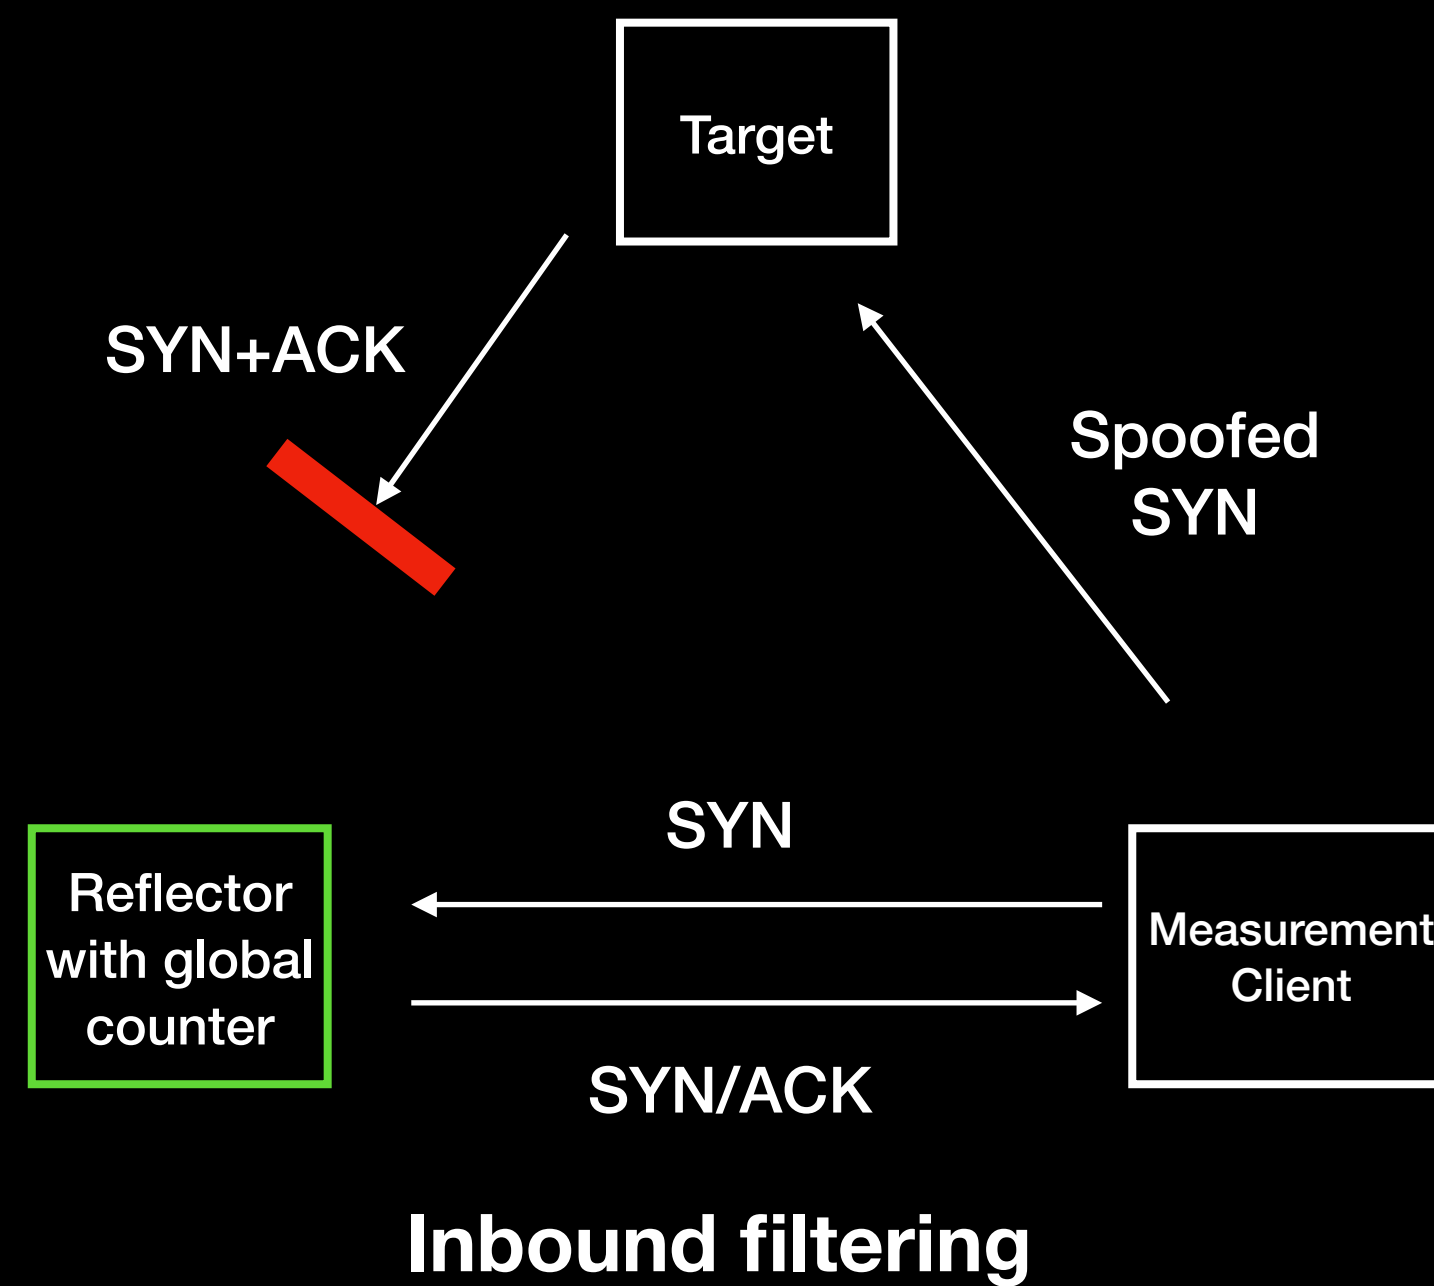 Target
SYN+ACK
Spoofed
SYN
SYN
Reflector
with global
counter
Measurement
Client
SYN/ACK
Inbound filtering